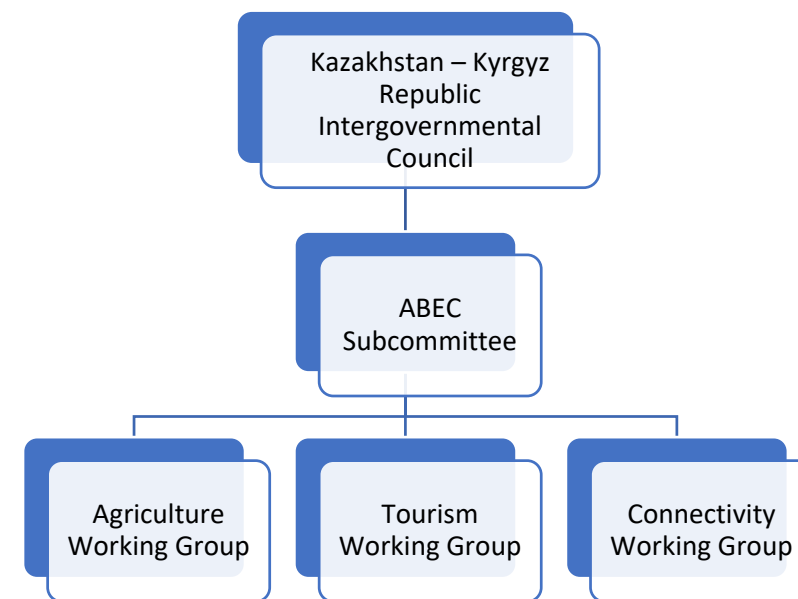 Kazakhstan – Kyrgyz
Republic
Intergovernmental
Council
ABEC
Subcommittee
Agriculture
Working Group
Tourism
Working Group
Connectivity
Working Group